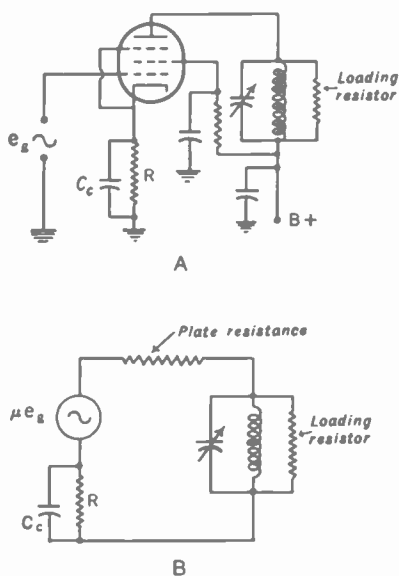 Loading
resistor
e_g
C_c
R
B+
A
Plate resistance
μe_g
Loading
resistor
R
C_c
B